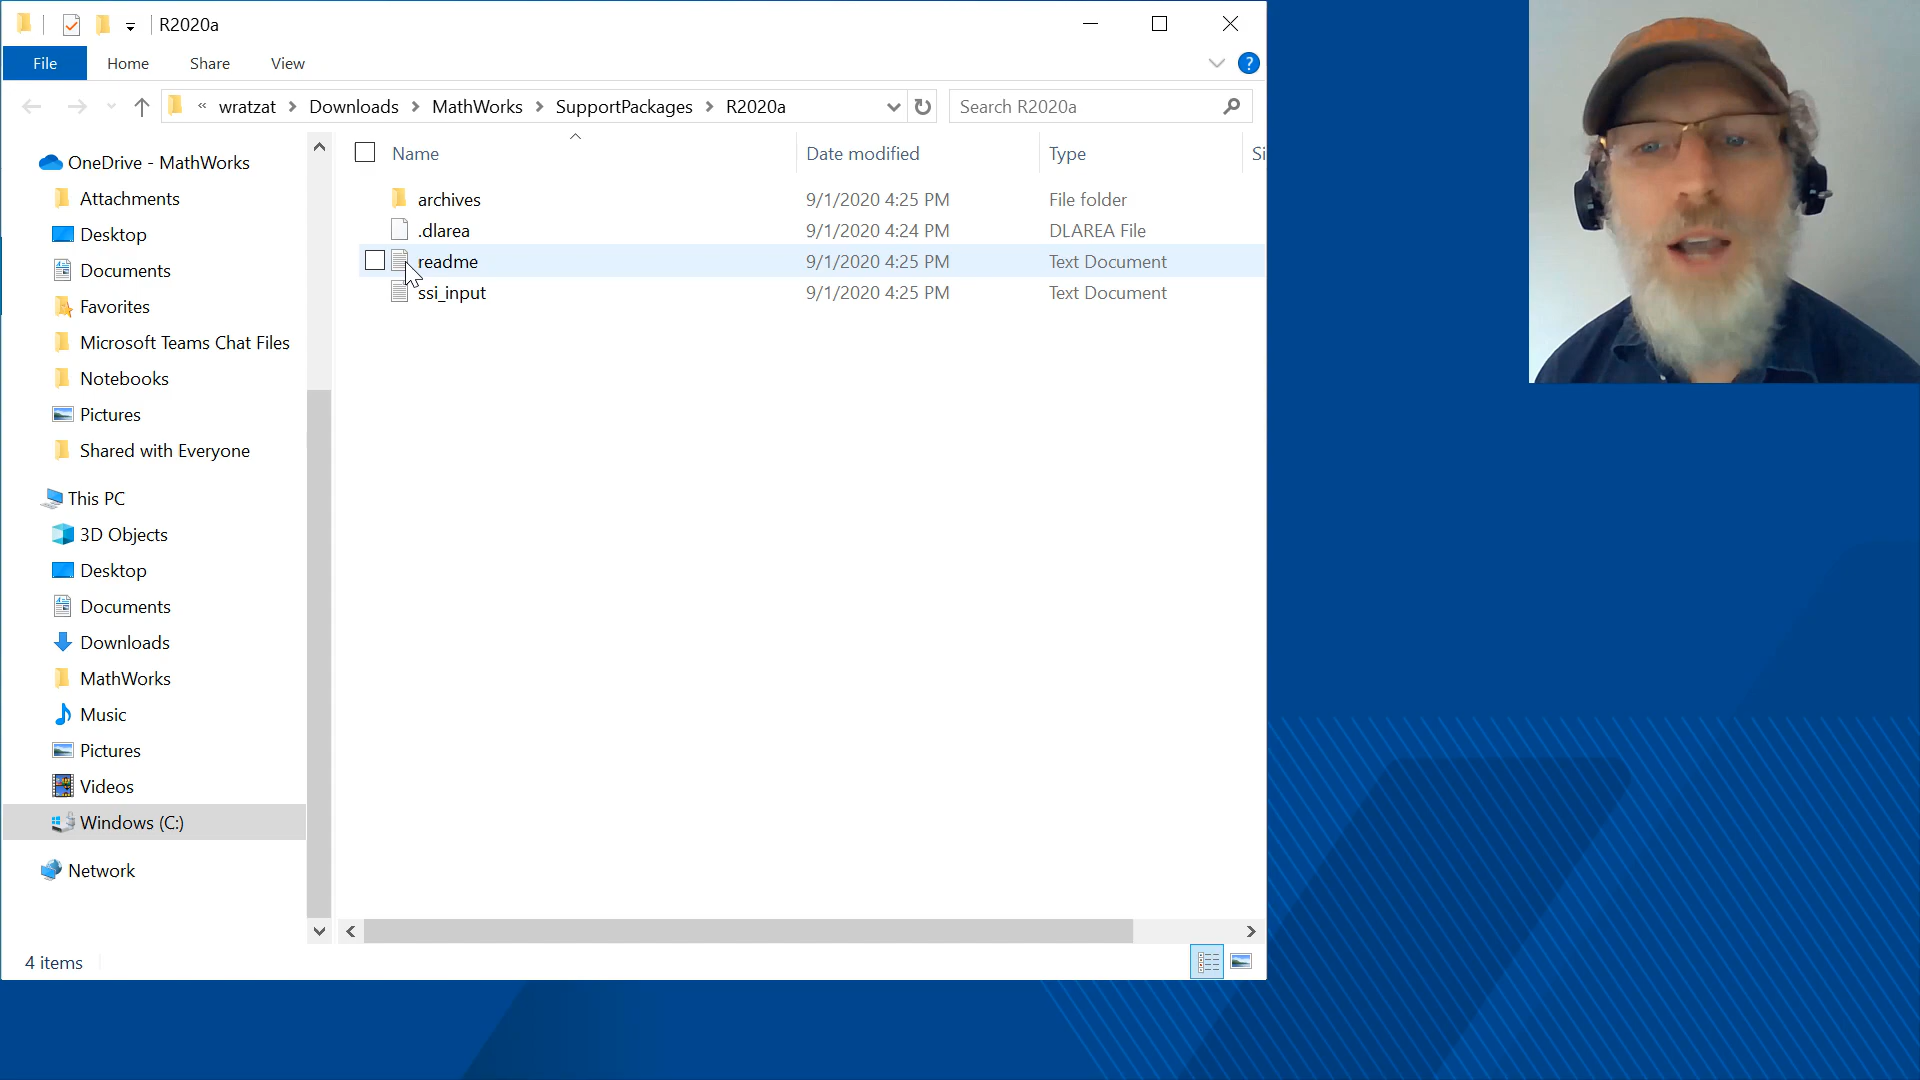 R2020a
File Home Share View
« wratzat > Downloads > MathWorks > SupportPackages > R2020a
Search R2020a
OneDrive - MathWorks
Attachments
Desktop
Documents
Favorites
Microsoft Teams Chat Files
Notebooks
Pictures
Shared with Everyone
This PC
3D Objects
Desktop
Documents
Downloads
MathWorks
Music
Pictures
Videos
Windows (C:)
Network
Name Date modified Type Si
archives 9/1/2020 4:25 PM File folder
.dlarea 9/1/2020 4:24 PM DLAREA File
readme 9/1/2020 4:25 PM Text Document
ssi_input 9/1/2020 4:25 PM Text Document
4 items